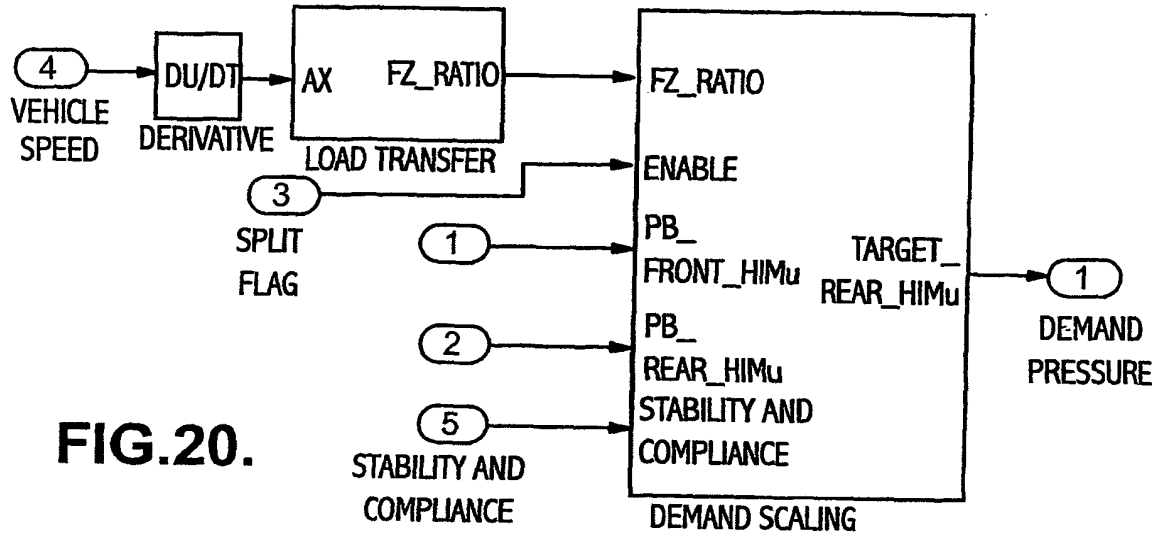 4
VEHICLE
SPEED
DU/DT
DERIVATIVE
AX
FZ_RATIO
LOAD TRANSFER
3
SPLIT
FLAG
1
2
5
STABILITY AND
COMPLIANCE
FZ_RATIO
ENABLE
PB_
FRONT_HIMu
PB_
REAR_HIMu
STABILITY AND
COMPLIANCE
TARGET_
REAR_HIMu
DEMAND SCALING
1
DEMAND
PRESSURE
FIG.20.